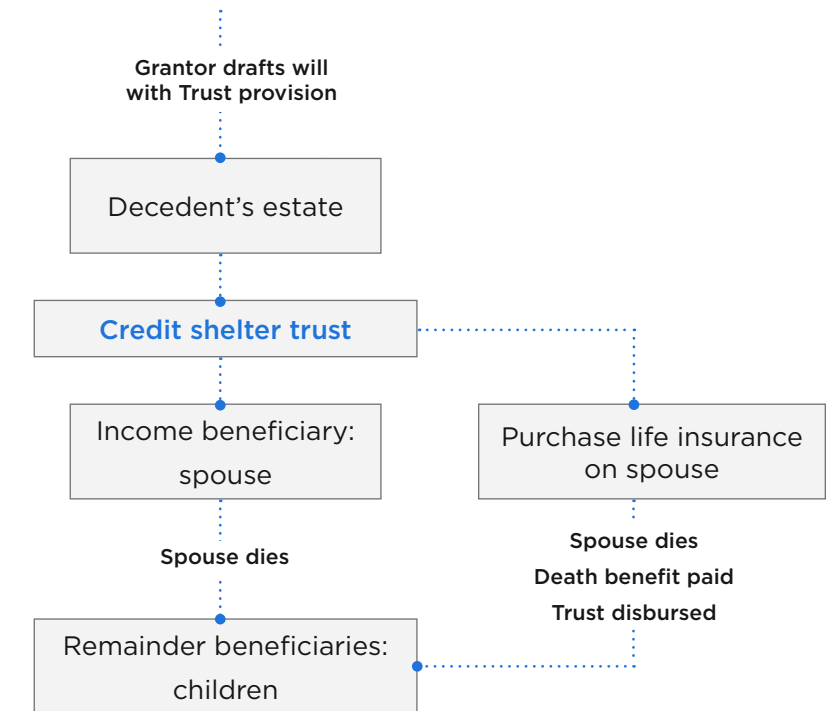 Grantor drafts will
with Trust provision
Decedent’s estate
Credit shelter trust
Income beneficiary:
spouse
Purchase life insurance
on spouse
Spouse dies
Spouse dies
Death benefit paid
Trust disbursed
Remainder beneficiaries:
children